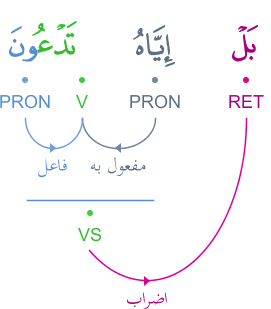 بَلْ إِيَّاهُ تَدْعُونَ
RET PRON V PRON
مفعول به فاعل
VS
اضراب